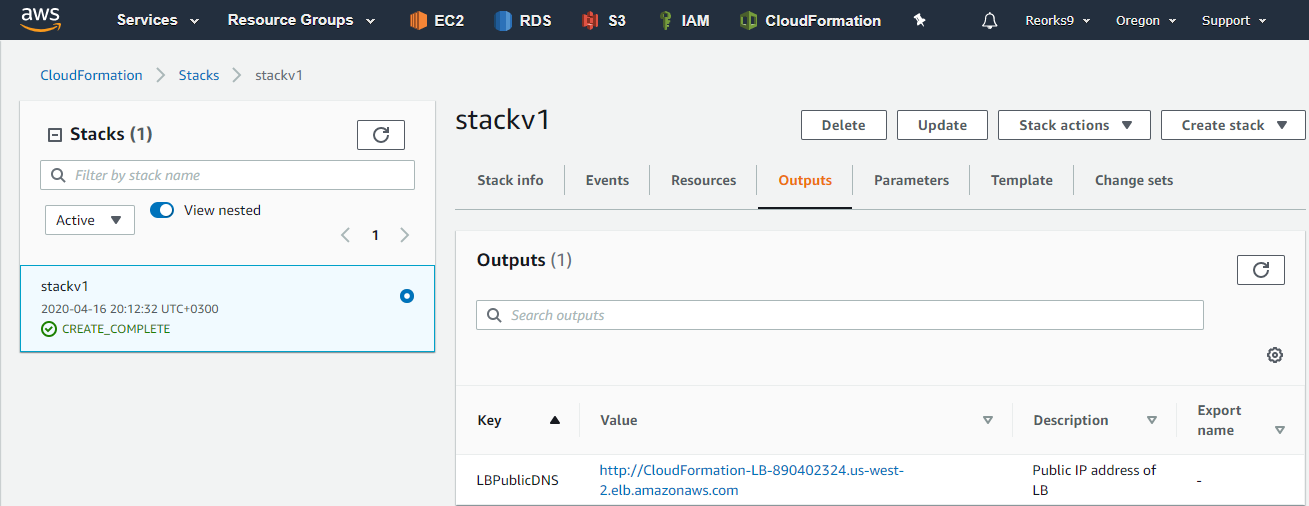 aws Services Resource Groups EC2 RDS S3 IAM CloudFormation Reorks9 Oregon Support
CloudFormation Stacks stackv1
Stacks (1)
Filter by stack name
Active View nested
1
stackv1
2020-04-16 20:12:32 UTC+0300
CREATE_COMPLETE
stackv1
Delete Update Stack actions Create stack
Stack info Events Resources Outputs Parameters Template Change sets
Outputs (1)
Search outputs
Key Value Description Export
name
LBPublicDNS http://CloudFormation-LB-890402324.us-west- Public IP address of -
2.elb.amazonaws.com LB